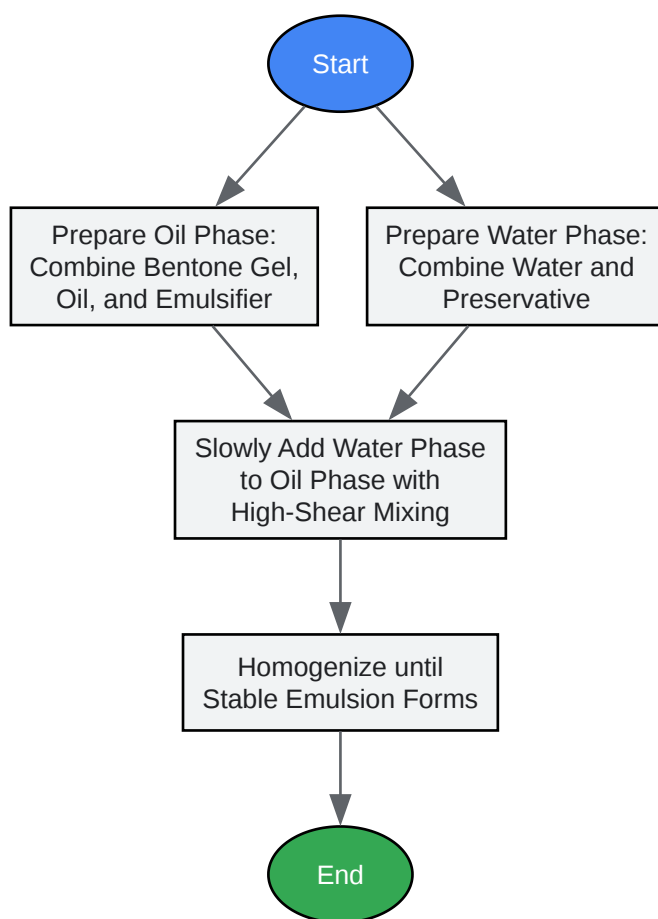 Start
Prepare Oil Phase:
Combine Bentone Gel,
Oil, and Emulsifier
Prepare Water Phase:
Combine Water and
Preservative
Slowly Add Water Phase
to Oil Phase with
High-Shear Mixing
Homogenize until
Stable Emulsion Forms
End